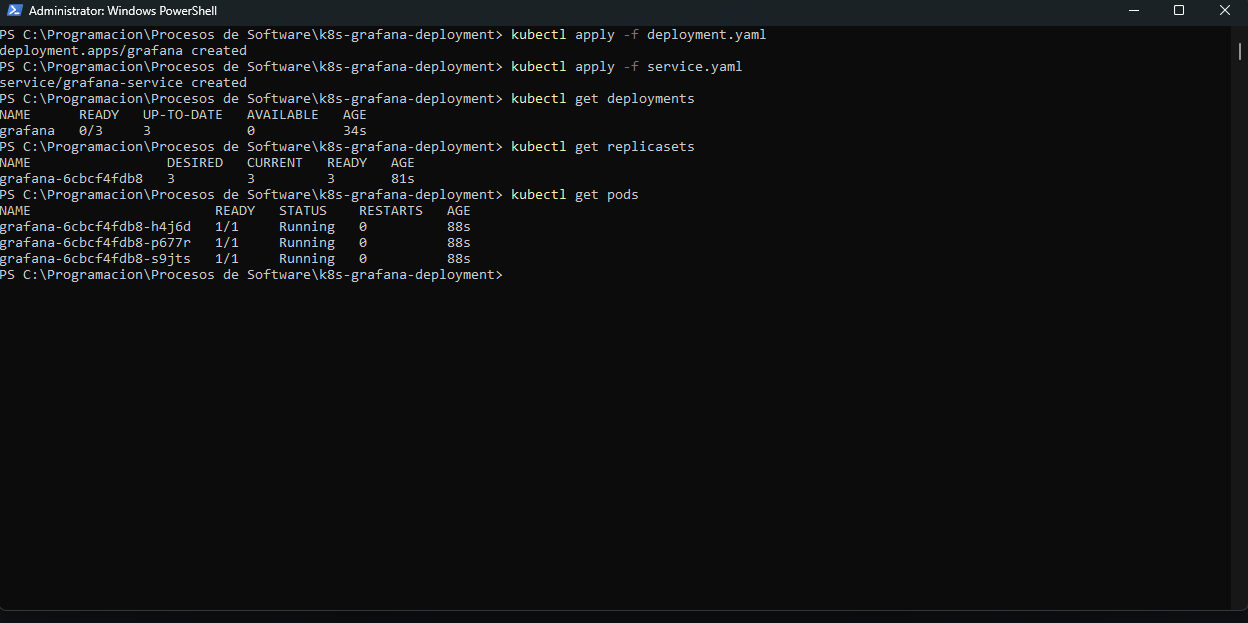 Administrator: Windows PowerShell
PS C:\Programacion\Procesos de Software\k8s-grafana-deployment> kubectl apply -f deployment.yaml
deployment.apps/grafana created
PS C:\Programacion\Procesos de Software\k8s-grafana-deployment> kubectl apply -f service.yaml
service/grafana-service created
PS C:\Programacion\Procesos de Software\k8s-grafana-deployment> kubectl get deployments
NAME      READY   UP-TO-DATE   AVAILABLE   AGE
grafana   0/3     3            0           34s
PS C:\Programacion\Procesos de Software\k8s-grafana-deployment> kubectl get replicasets
NAME                 DESIRED   CURRENT   READY   AGE
grafana-6cbcf4fdb8   3         3         3       81s
PS C:\Programacion\Procesos de Software\k8s-grafana-deployment> kubectl get pods
NAME                       READY   STATUS    RESTARTS   AGE
grafana-6cbcf4fdb8-h4j6d   1/1     Running   0          88s
grafana-6cbcf4fdb8-p677r   1/1     Running   0          88s
grafana-6cbcf4fdb8-s9jts   1/1     Running   0          88s
PS C:\Programacion\Procesos de Software\k8s-grafana-deployment>